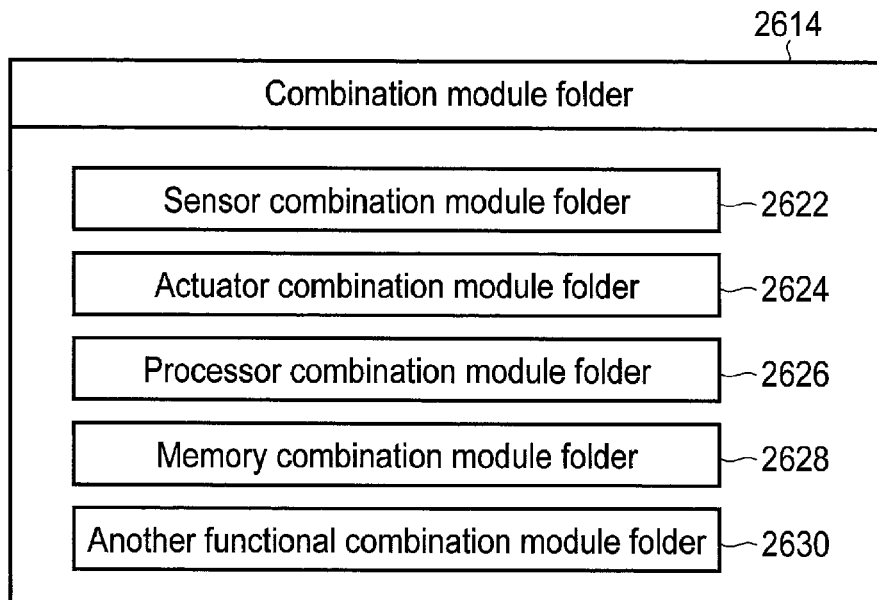 2614
Combination module folder
Sensor combination module folder 2622
Actuator combination module folder 2624
Processor combination module folder 2626
Memory combination module folder 2628
Another functional combination module folder 2630